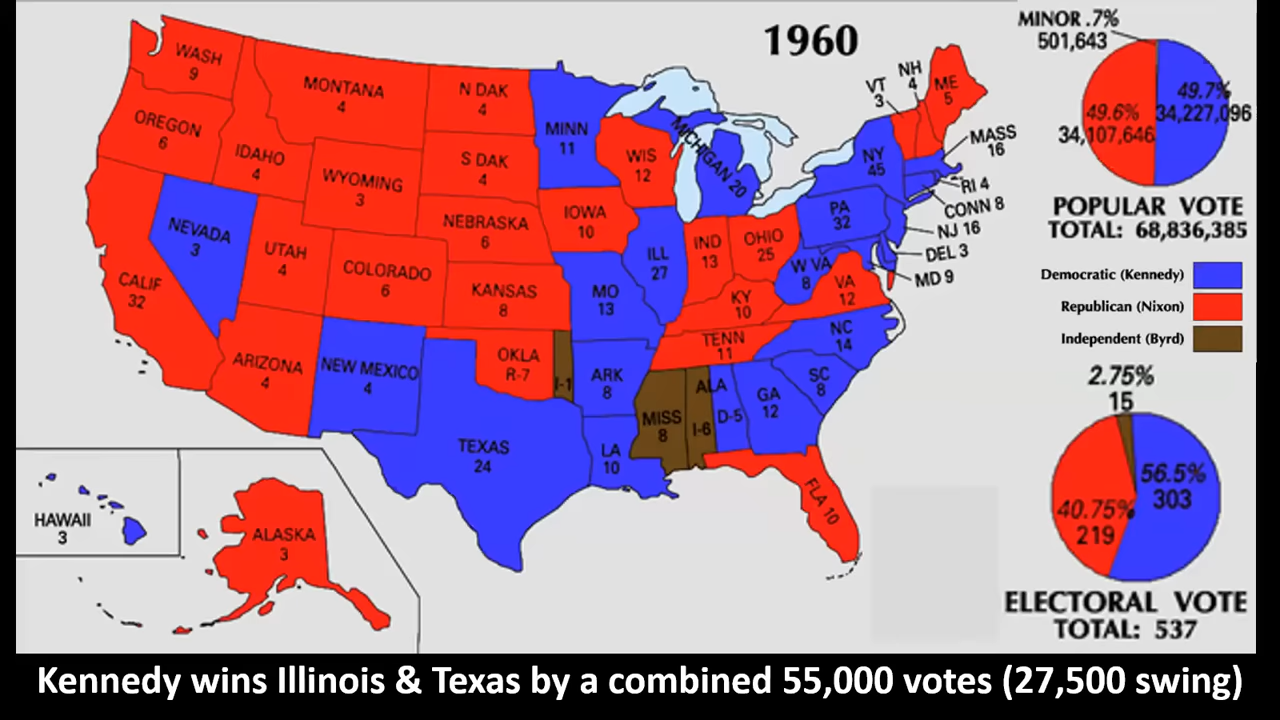 1960
WASH
9
OREGON
6
CALIF
32
IDAHO
4
NEVADA
3
MONTANA
4
WYOMING
3
UTAH
4
ARIZONA
4
COLORADO
6
NEW MEXICO
4
N DAK
4
S DAK
4
NEBRASKA
6
KANSAS
8
OKLA
R-7
I-1
TEXAS
24
MINN
11
IOWA
10
MO
13
ARK
8
LA
10
WIS
12
ILL
27
MICHIGAN 20
IND
13
OHIO
25
KY
10
TENN
11
MISS
8
ALA
I-6
D-5
GA
12
FLA 10
SC
8
NC
14
VA
12
W VA
8
PA
32
NY
45
VT
3
NH
4
ME
5
MASS
16
RI 4
CONN 8
NJ 16
DEL 3
MD 9
HAWAII
3
ALASKA
3
MINOR .7%
501,643
49.6%
34,107,646
49.7%
34,227,096
POPULAR VOTE
TOTAL: 68,836,385
Democratic (Kennedy)
Republican (Nixon)
Independent (Byrd)
2.75%
15
40.75%
219
56.5%
303
ELECTORAL VOTE
TOTAL: 537
Kennedy wins Illinois & Texas by a combined 55,000 votes (27,500 swing)